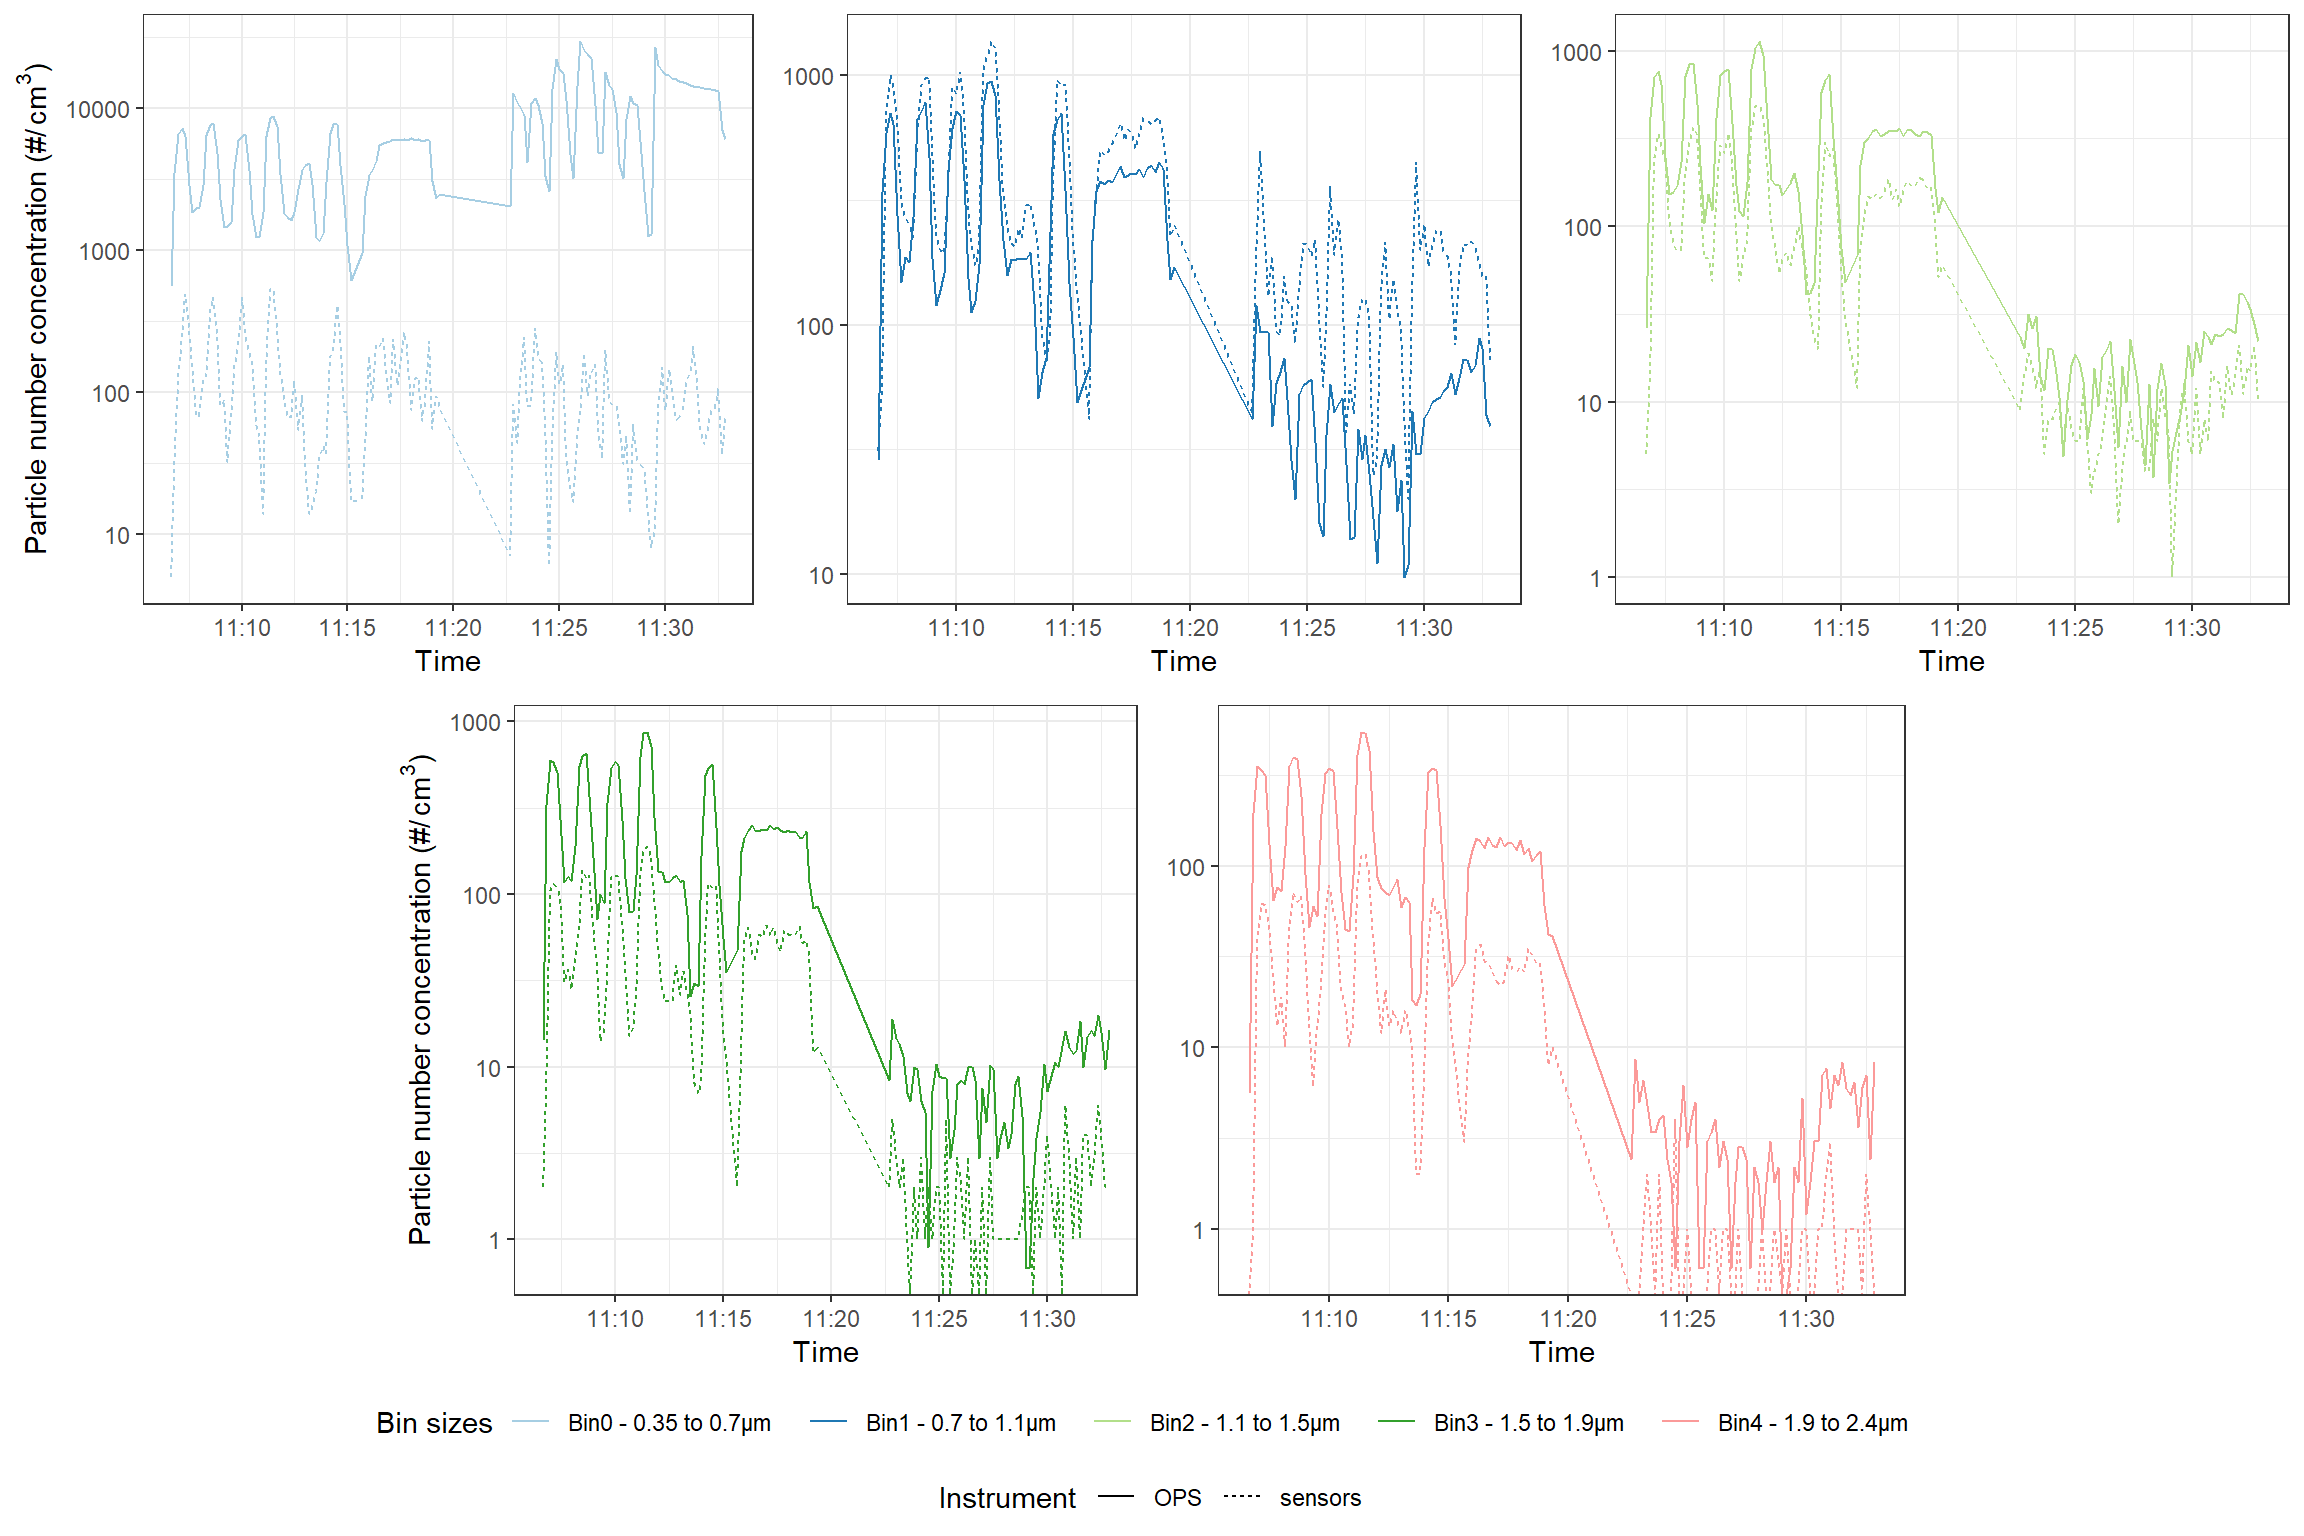 Particle number concentration (#/cm3)
10000
1000
100
10
11:10 11:15 11:20 11:25 11:30
Time
1000
100
10
11:10 11:15 11:20 11:25 11:30
Time
1000
100
10
1
11:10 11:15 11:20 11:25 11:30
Time
Particle number concentration (#/cm3)
1000
100
10
1
11:10 11:15 11:20 11:25 11:30
Time
100
10
1
11:10 11:15 11:20 11:25 11:30
Time
Bin sizes Bin0 - 0.35 to 0.7µm Bin1 - 0.7 to 1.1µm Bin2 - 1.1 to 1.5µm Bin3 - 1.5 to 1.9µm Bin4 - 1.9 to 2.4µm
Instrument OPS sensors